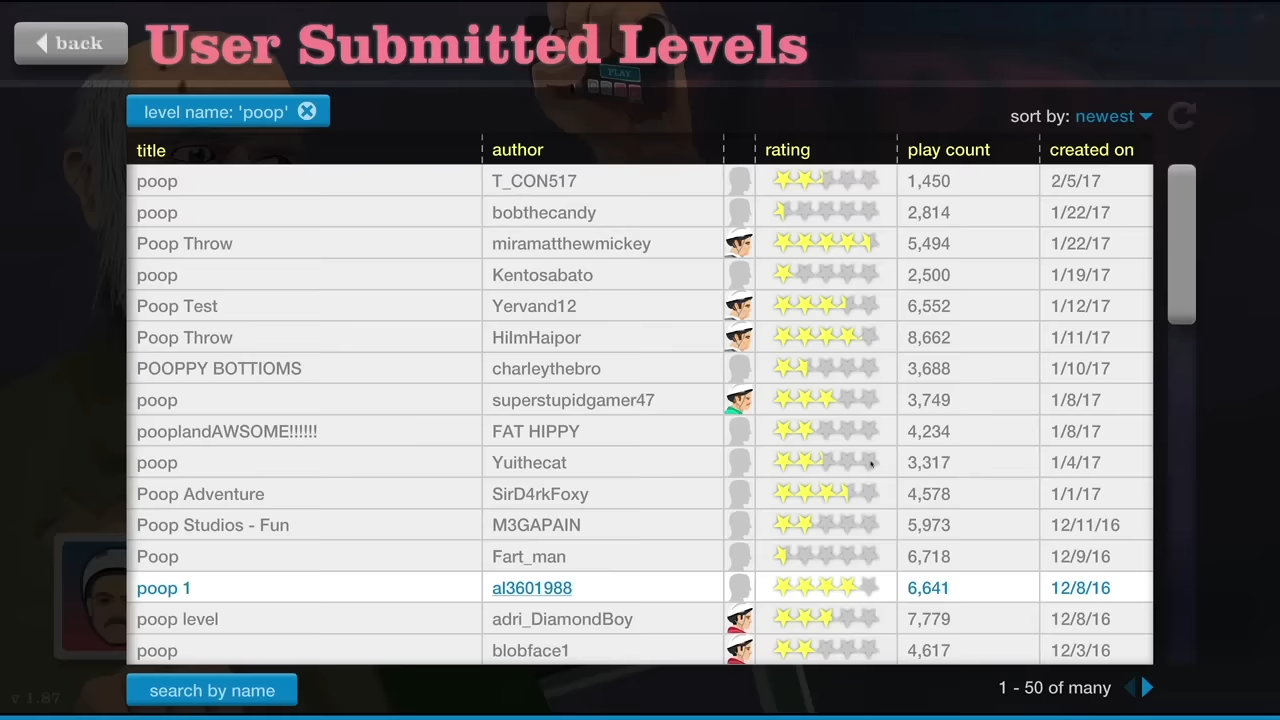 back
User Submitted Levels
PLAY
level name: 'poop'
sort by: newest
title author rating play count created on
poop T_CON517 1,450 2/5/17
poop bobthecandy 2,814 1/22/17
Poop Throw miramatthewmickey 5,494 1/22/17
poop Kentosabato 2,500 1/19/17
Poop Test Yervand12 6,552 1/12/17
Poop Throw HilmHaipor 8,662 1/11/17
POOPPY BOTTIOMS charleythebro 3,688 1/10/17
poop superstupidgamer47 3,749 1/8/17
pooplandAWSOME!!!!!! FAT HIPPY 4,234 1/8/17
poop Yuithecat 3,317 1/4/17
Poop Adventure SirD4rkFoxy 4,578 1/1/17
Poop Studios - Fun M3GAPAIN 5,973 12/11/16
Poop Fart_man 6,718 12/9/16
poop 1 al3601988 6,641 12/8/16
poop level adri_DiamondBoy 7,779 12/8/16
poop blobface1 4,617 12/3/16
search by name
1 - 50 of many
v 1.87